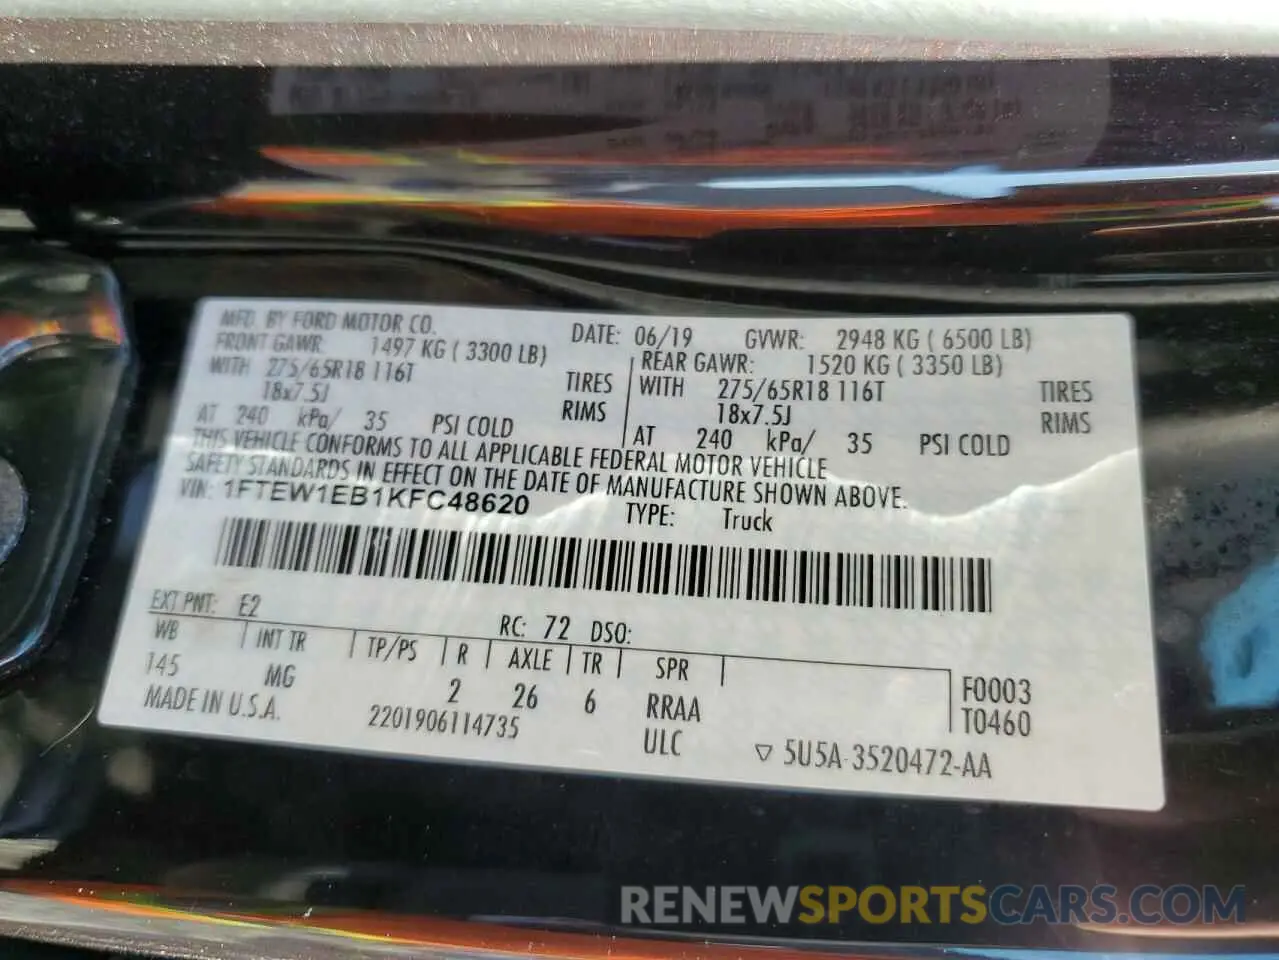 MFD. BY FORD MOTOR CO. DATE: 06/19 GVWR: 2948 KG ( 6500 LB)
FRONT GAWR: 1497 KG ( 3300 LB) REAR GAWR: 1520 KG ( 3350 LB)
WITH 275/65R18 116T TIRES WITH 275/65R18 116T TIRES
18x7.5J RIMS 18x7.5J RIMS
AT 240 kPa/ 35 PSI COLD AT 240 kPa/ 35 PSI COLD
THIS VEHICLE CONFORMS TO ALL APPLICABLE FEDERAL MOTOR VEHICLE
SAFETY STANDARDS IN EFFECT ON THE DATE OF MANUFACTURE SHOWN ABOVE.
VIN: 1FTEW1EB1KFC48620 TYPE: Truck
EXT PNT: E2 RC: 72 DSO:
WB INT TR TP/PS R AXLE TR SPR
145 MG 2 26 6 RRAA F0003
MADE IN U.S.A. 2201906114735 ULC T0460
▽ 5U5A-3520472-AA
RENEWSPORTSCARS.COM